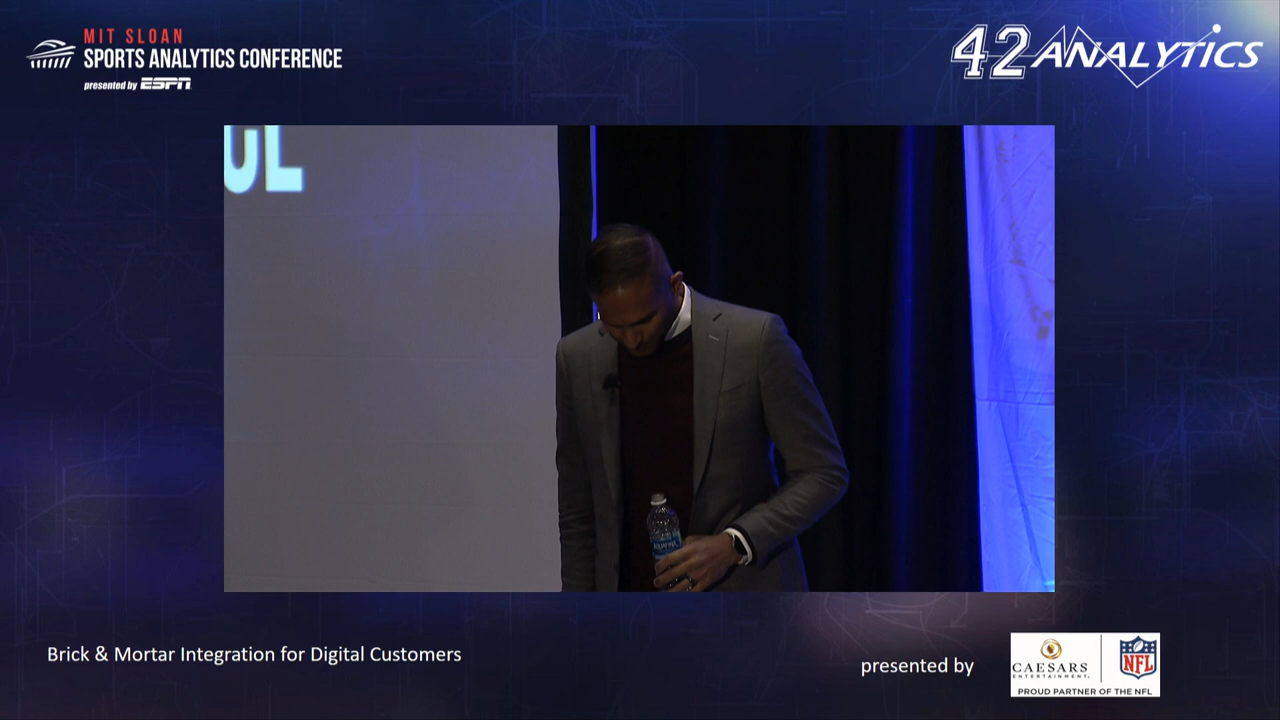 MIT SLOAN
SPORTS ANALYTICS CONFERENCE
presented by ESPN
42 ANALYTICS
Brick & Mortar Integration for Digital Customers
presented by
CAESARS
ENTERTAINMENT.
NFL
PROUD PARTNER OF THE NFL